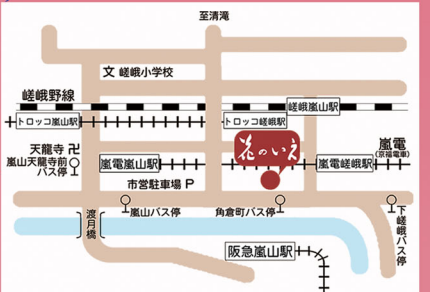 至清滝
文 嵯峨小学校
嵯峨野線
嵯峨嵐山駅
トロッコ嵐山駅
トロッコ嵯峨駅
花のいえ
天龍寺 卍
嵐山天龍寺前
バス停
嵐電嵐山駅
嵐電嵯峨駅
嵐電
(京福電車)
市営駐車場 P
嵐山バス停
角倉町バス停
下嵯峨バス停
渡月橋
阪急嵐山駅